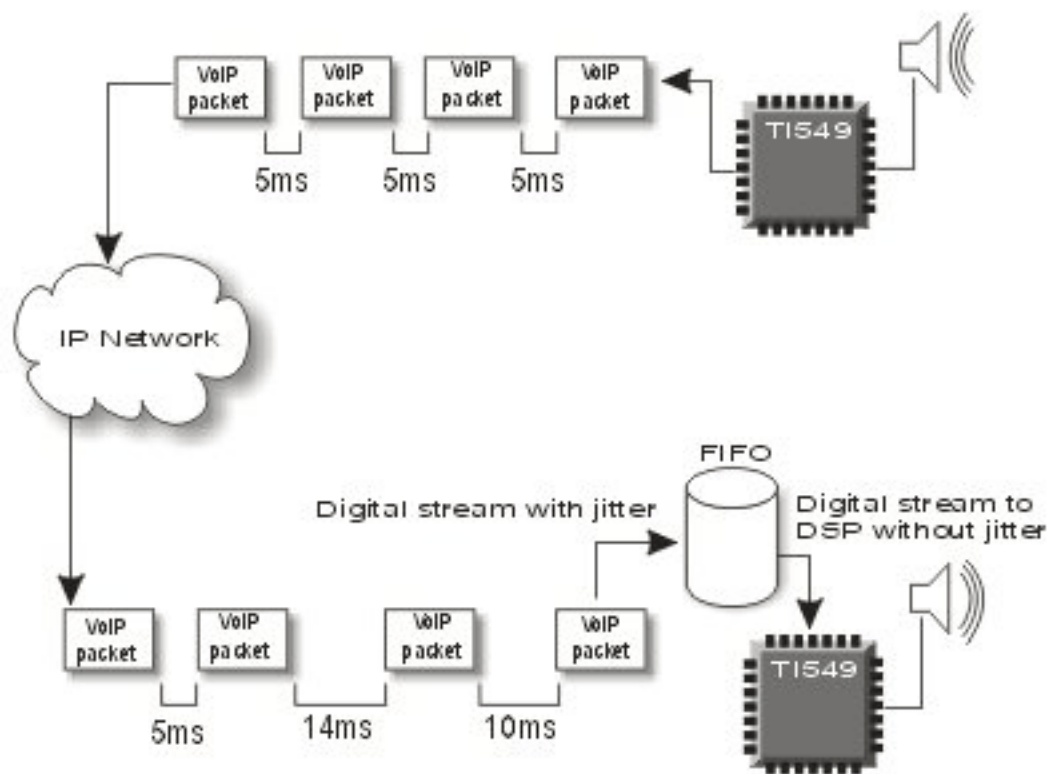 VoIP
packet
VoIP
packet
VoIP
packet
VoIP
packet
TI549
5ms
5ms
5ms
IP Network
FIFO
Digital stream with jitter
Digital stream to
DSP without jitter
VoIP
packet
VoIP
packet
VoIP
packet
VoIP
packet
TI549
5ms
14ms
10ms